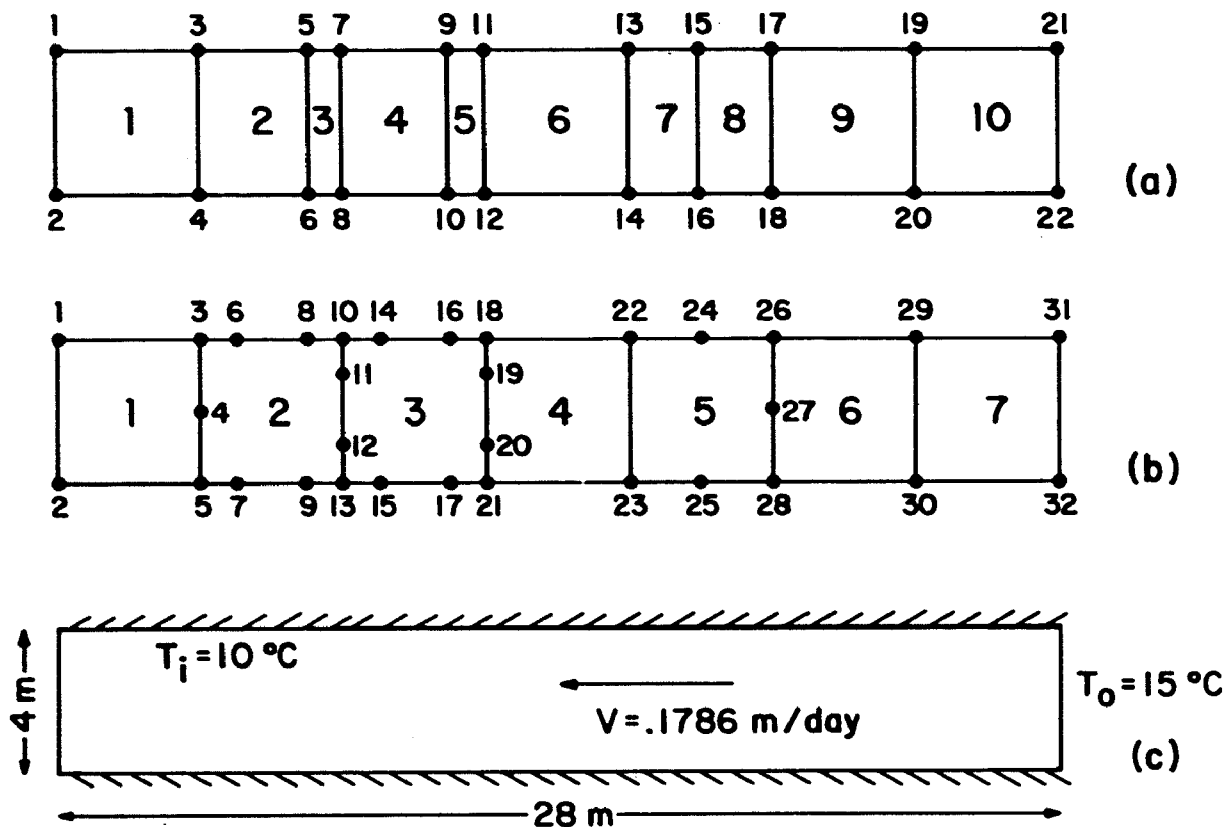 1 3 5 7 9 11 13 15 17 19 21
1 2 3 4 5 6 7 8 9 10
(a)
2 4 6 8 10 12 14 16 18 20 22
1 3 6 8 10 14 16 18 22 24 26 29 31
11 19
1 4 2 3 4 5 27 6 7
12 20
(b)
2 5 7 9 13 15 17 21 23 25 28 30 32
Ti = 10 °C
4 m
To = 15 °C
V = .1786 m/day
(c)
28 m